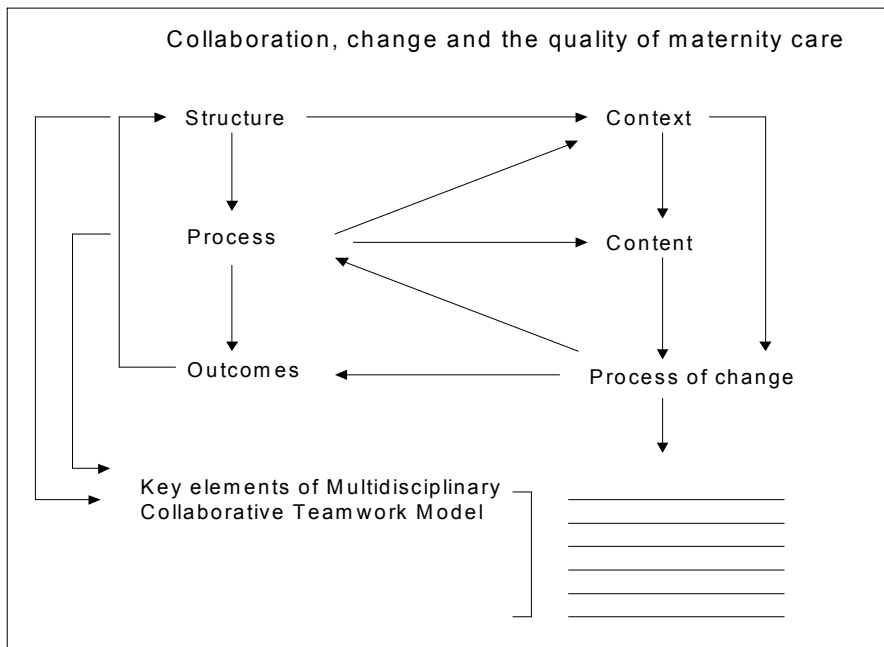 Collaboration, change and the quality of maternity care
Structure
Context
Process
Content
Outcomes
Process of change
Key elements of Multidisciplinary
Collaborative Teamwork Model